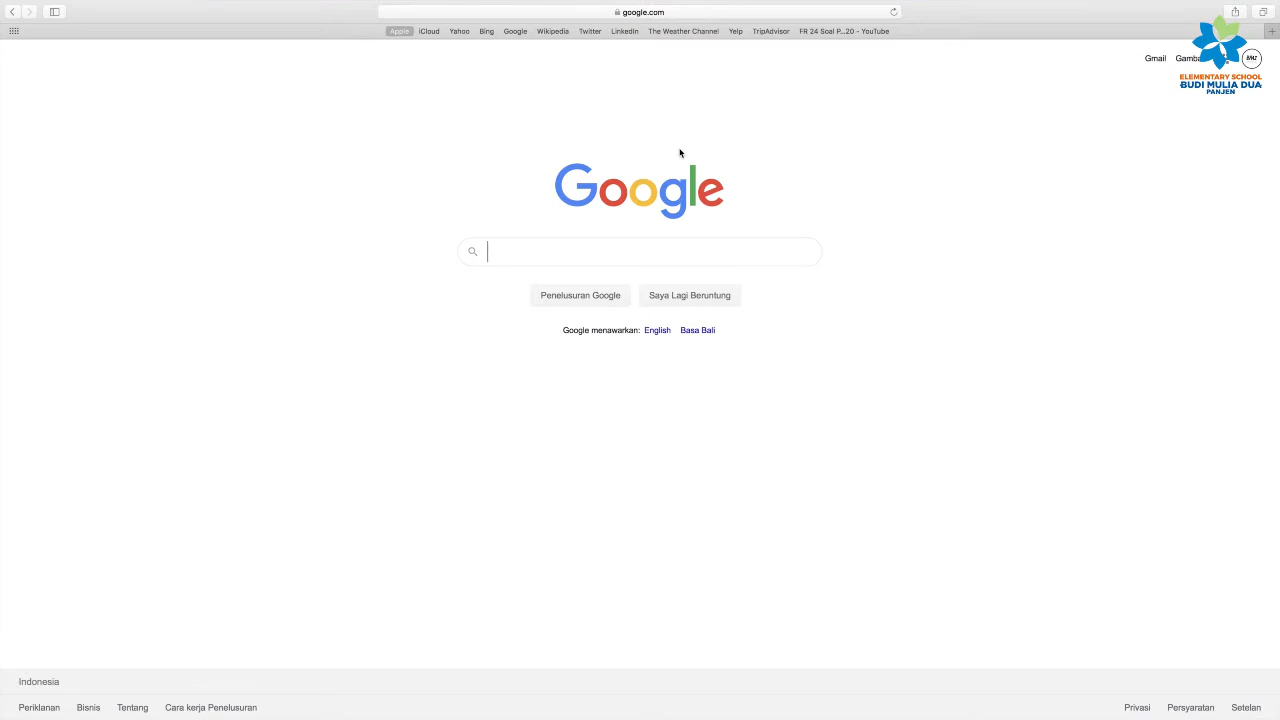 google.com
Apple iCloud Yahoo Bing Google Wikipedia Twitter LinkedIn The Weather Channel Yelp TripAdvisor FR 24 Soal P...20 - YouTube
Gmail
ELEMENTARY SCHOOL
BUDI MULIA DUA
PANJEN
Google
Penelusuran Google Saya Lagi Beruntung
Google menawarkan: English Basa Bali
Indonesia
Periklanan Bisnis Tentang Cara kerja Penelusuran Privasi Persyaratan Setelan